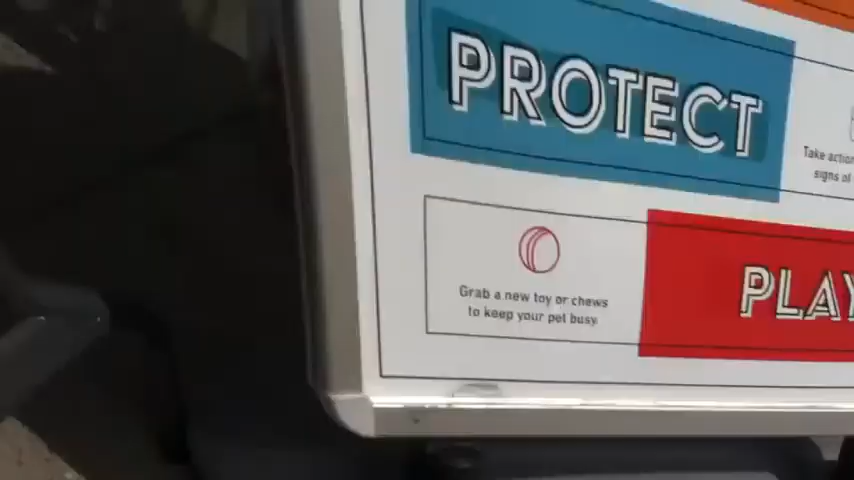 PROTECT
Take action
signs of
Grab a new toy or chews
to keep your pet busy.
PLAY